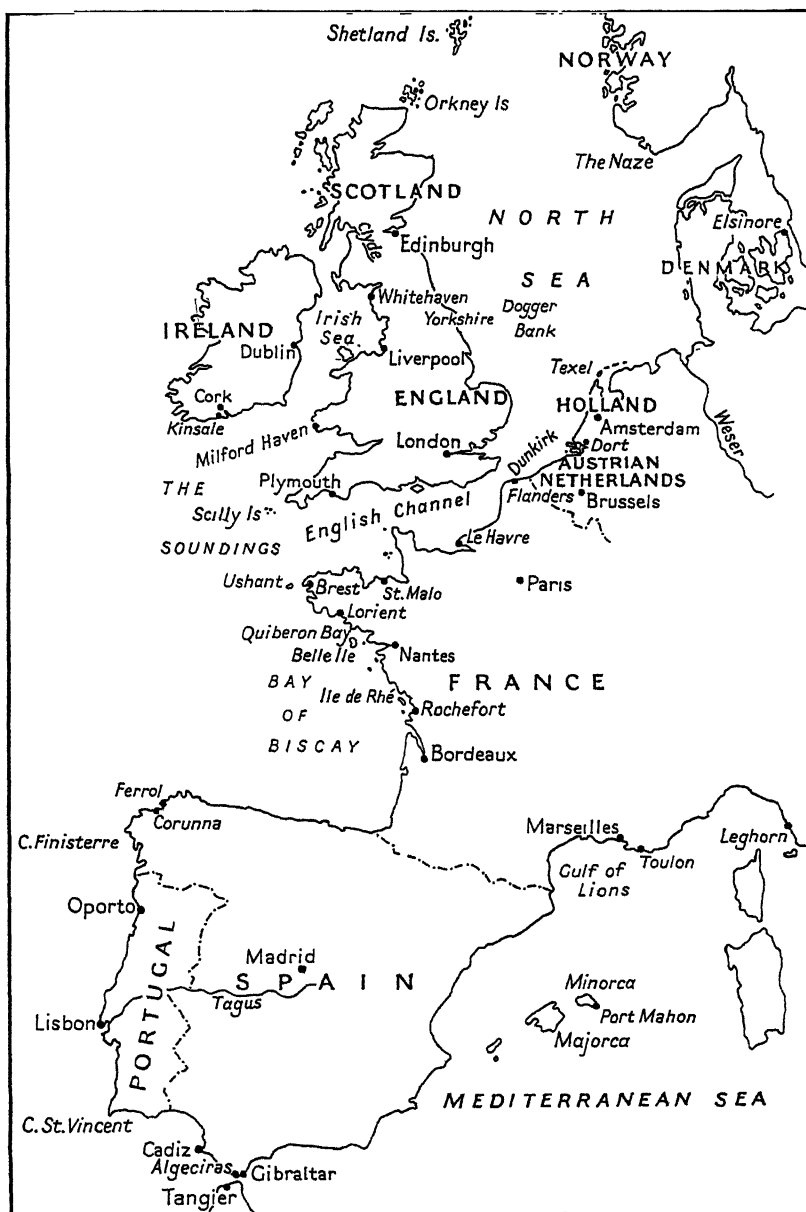 Shetland Is.
NORWAY
Orkney Is
The Naze
SCOTLAND
NORTH
SEA
Elsinore
Clyde
Edinburgh
DENMARK
Whitehaven
Yorkshire
Dogger
Bank
IRELAND
Irish
Sea.
Dublin
Liverpool
Texel
Cork
Kinsale
ENGLAND
HOLLAND
Amsterdam
Weser
Milford Haven
London
Dunkirk
Dort
AUSTRIAN
NETHERLANDS
Plymouth
Flanders
Brussels
THE
Scilly Is
SOUNDINGS
English Channel
Le Havre
Ushant
Brest
St. Malo
Paris
Lorient
Quiberon Bay
Belle Ile
Nantes
BAY
OF
BISCAY
FRANCE
Ile de Rhé
Rochefort
Bordeaux
Ferrol
Corunna
C. Finisterre
Marseilles
Toulon
Leghorn
Gulf of
Lions
Oporto
PORTUGAL
Madrid
SPAIN
Tagus
Lisbon
Minorca
Port Mahon
Majorca
MEDITERRANEAN SEA
C. St. Vincent
Cadiz
Algeciras
Gibraltar
Tangier